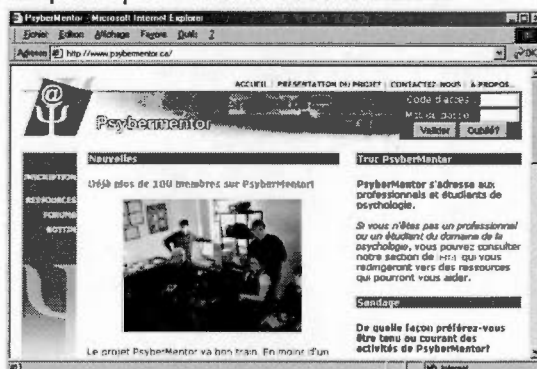 PsyberMentor - Microsoft Internet Explorer
Fichier Edition Affichage Favoris Outils ?
Adresse http://www.psybermentor.ca/ OK
ACCUEIL | PRÉSENTATION DU PROJET | CONTACTEZ-NOUS | À PROPOS...
Code d'accès :
Mot de passe :
Valider Oublié?
Psybermentor
INSCRIPTION
RESSOURCES
FORUMS
BOTTIN
Nouvelles
Déjà plus de 100 membres sur PsyberMentor!
Le projet PsyberMentor va bon train. En moins d'un
Truc PsyberMentor
PsyberMentor s'adresse aux
professionnels et étudiants de
psychologie.
Si vous n'êtes pas un professionnel
ou un étudiant du domaine de la
psychologie, vous pouvez consulter
notre section de qui vous
redirigeront vers des ressources
qui pourront vous aider.
Sondage
De quelle façon préférez-vous
être tenu au courant des
activités de PsyberMentor?
Internet